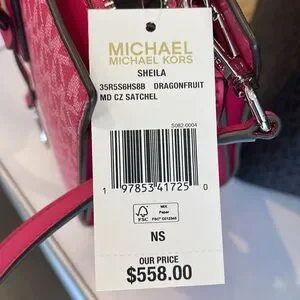 MICHAEL
MICHAEL KORS
SHEILA
35R5S6HS8B DRAGONFRUIT
MD CZ SATCHEL
S082-0004
1 97853 41725 0
FSC
MIX
Paper
NS
OUR PRICE
$558.00